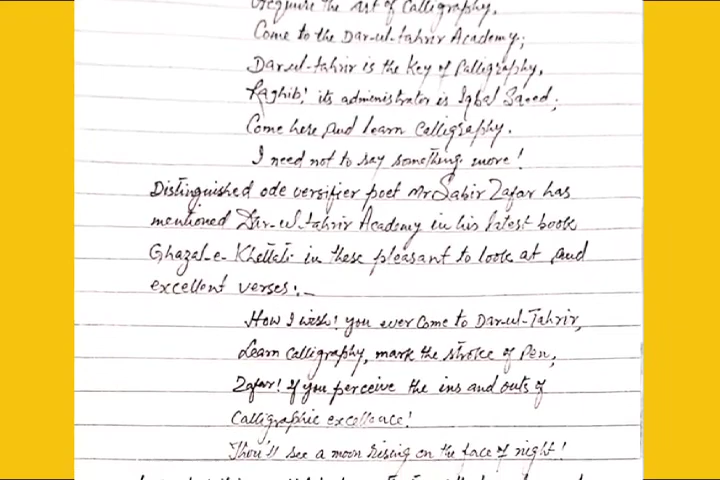 Acquire the art of Calligraphy.
Come to the Dar-ul-tahrir Academy;
Dar-ul-tahrir is the key of Calligraphy,
Raghib! its administrator is Iqbal Saeed;
Come here and learn Calligraphy.
I need not to say something more!
Distinguished ode versifier poet Mr Sabir Zafar has
mentioned Dar-ul-tahrir Academy in his latest book
Ghazal-e-Khettati in these pleasant to look at and
excellent verses:_
How I wish! you ever come to Dar-ul-Tahrir,
Learn calligraphy, mark the stroke of Pen,
Zafar! If you perceive the ins and outs of
Calligraphic excellence!
Thou'll see a moon rising on the face of night!